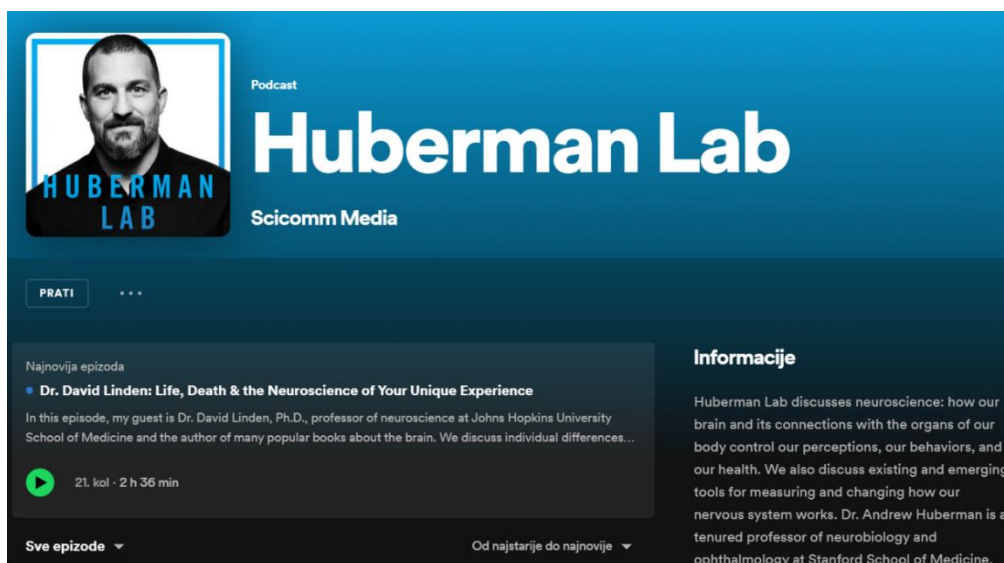 HUBERMAN
LAB
Podcast
Huberman Lab
Scicomm Media
PRATI
Najnovija epizoda
Dr. David Linden: Life, Death & the Neuroscience of Your Unique Experience
In this episode, my guest is Dr. David Linden, Ph.D., professor of neuroscience at Johns Hopkins University
School of Medicine and the author of many popular books about the brain. We discuss individual differences...
21. kol · 2 h 36 min
Sve epizode
Od najstarije do najnovije
Informacije
Huberman Lab discusses neuroscience: how our
brain and its connections with the organs of our
body control our perceptions, our behaviors, and
our health. We also discuss existing and emerging
tools for measuring and changing how our
nervous system works. Dr. Andrew Huberman is a
tenured professor of neurobiology and
ophthalmology at Stanford School of Medicine.